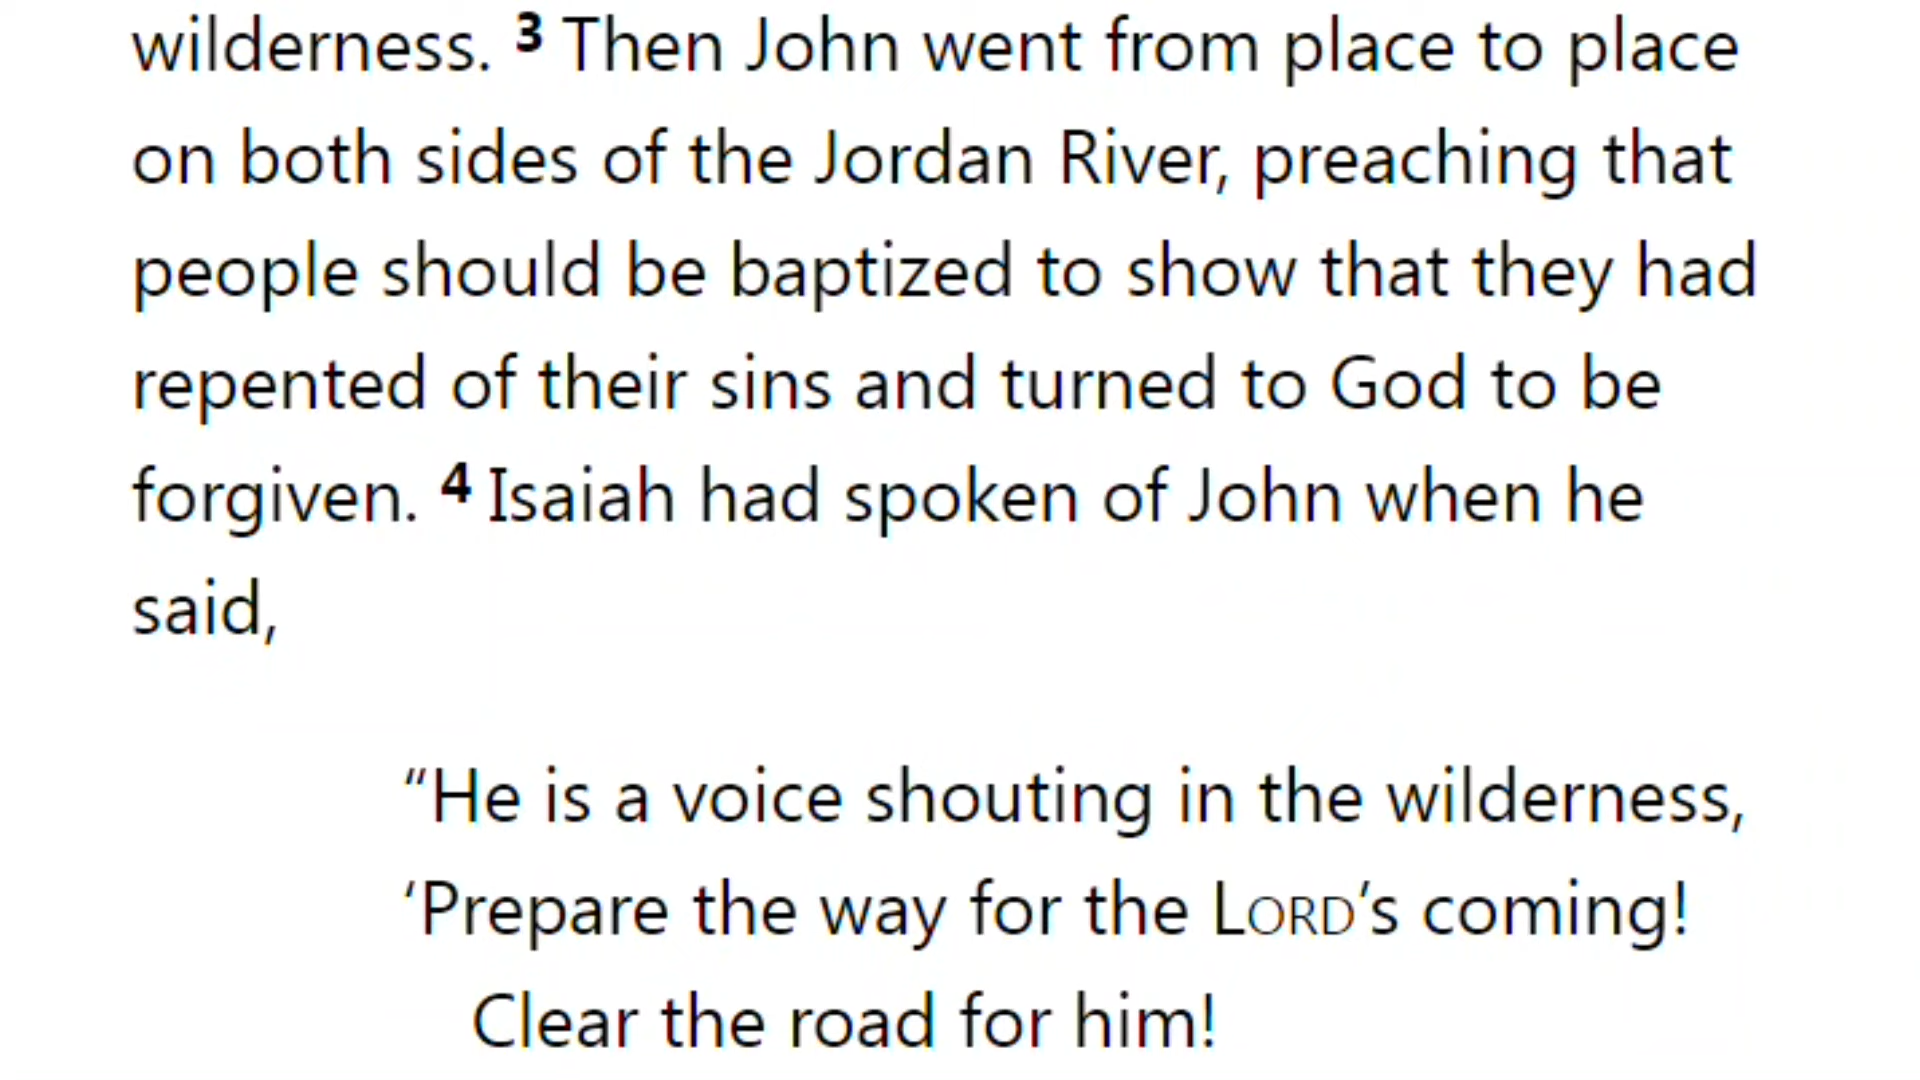 wilderness. 3 Then John went from place to place
on both sides of the Jordan River, preaching that
people should be baptized to show that they had
repented of their sins and turned to God to be
forgiven. 4 Isaiah had spoken of John when he
said,
“He is a voice shouting in the wilderness,
‘Prepare the way for the LORD’s coming!
Clear the road for him!